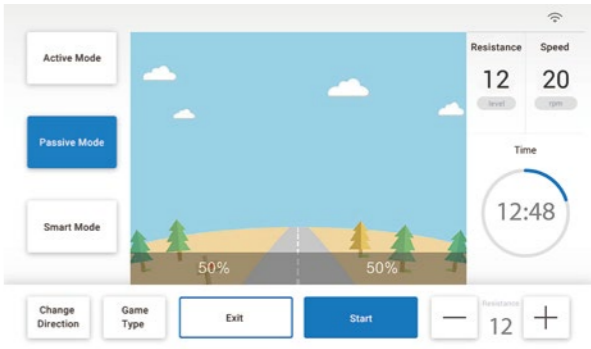 Active Mode
Passive Mode
Smart Mode
50% 50%
Resistance Speed
12 20
level rpm
Time
12:48
Change
Direction
Game
Type
Exit
Start
Resistance
— 12 +